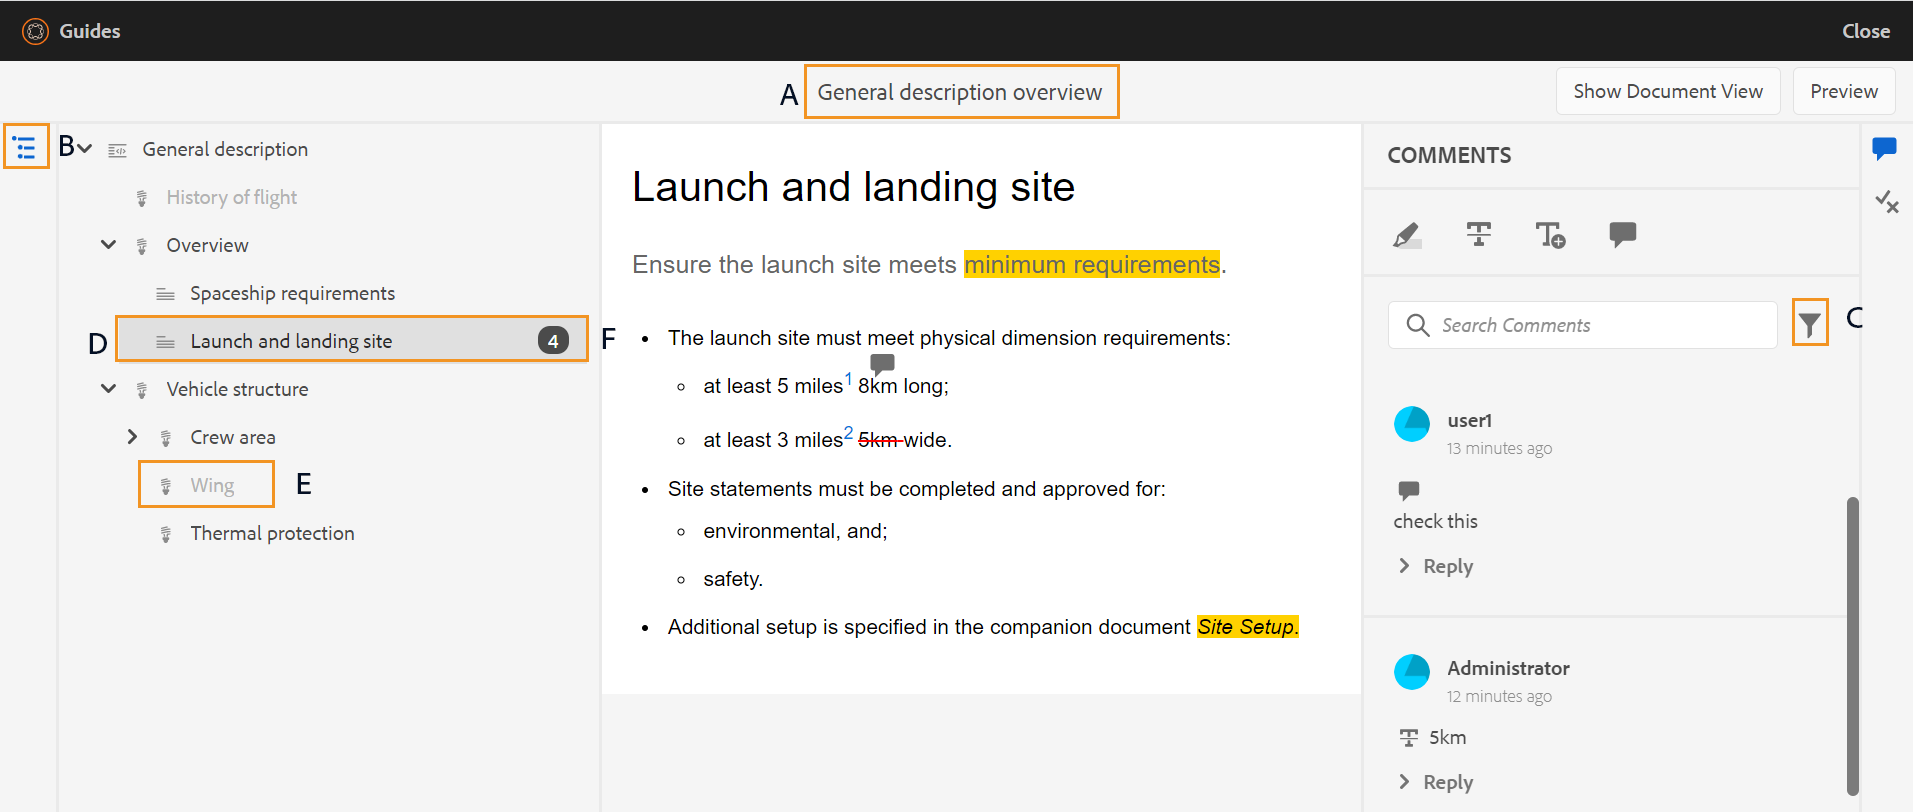 Guides
Close
A General description overview
Show Document View
Preview
B General description
History of flight
Overview
Spaceship requirements
D Launch and landing site 4
Vehicle structure
Crew area
Wing E
Thermal protection
Launch and landing site
Ensure the launch site meets minimum requirements.
F • The launch site must meet physical dimension requirements:
at least 5 miles1 8km long;
at least 3 miles2 5km wide.
• Site statements must be completed and approved for:
environmental, and;
safety.
• Additional setup is specified in the companion document Site Setup.
COMMENTS
Search Comments
C
user1
13 minutes ago
check this
Reply
Administrator
12 minutes ago
5km
Reply